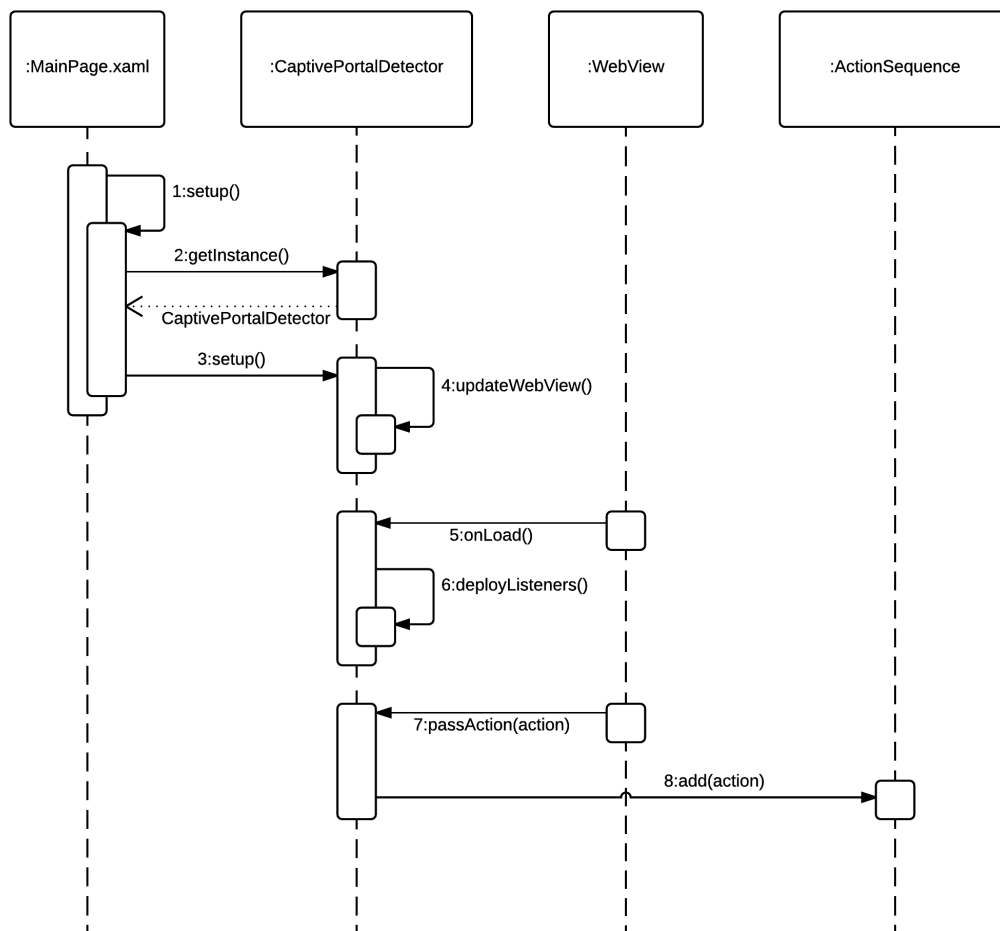 :MainPage.xaml
:CaptivePortalDetector
:WebView
:ActionSequence
1:setup()
2:getInstance()
CaptivePortalDetector
3:setup()
4:updateWebView()
5:onLoad()
6:deployListeners()
7:passAction(action)
8:add(action)